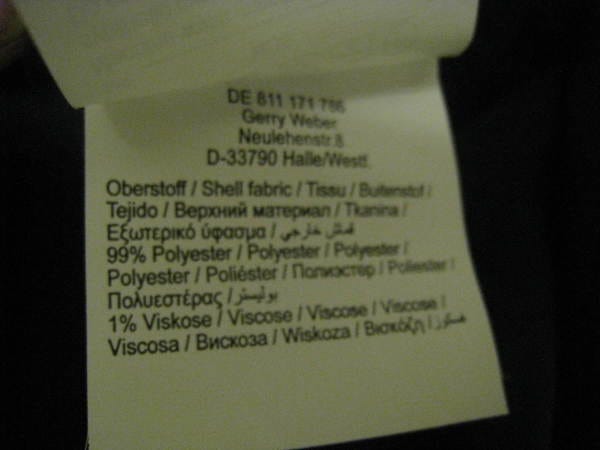 DE 811 171 786
Gerry Weber
Neulehenstr.8
D-33790 Halle/Westf.
Oberstoff / Shell fabric / Tissu / Buitenstof /
Tejido / Верхний материал / Tkanina /
Εξωτερικό ύφασμα / قماش خارجي
99% Polyester / Polyester / Polyester /
Polyester / Poliéster / Полиэстер / Poliester /
Πολυεστέρας / بوليستر
1% Viskose / Viscose / Viscose / Viscose /
Viscosa / Вискоза / Wiskoza / Βισκόζη /